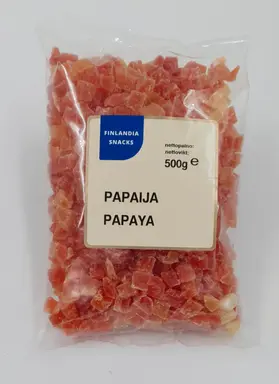 FINLANDIA
SNACKS
nettopaino:
nettovikt:
500g e
PAPAIJA
PAPAYA